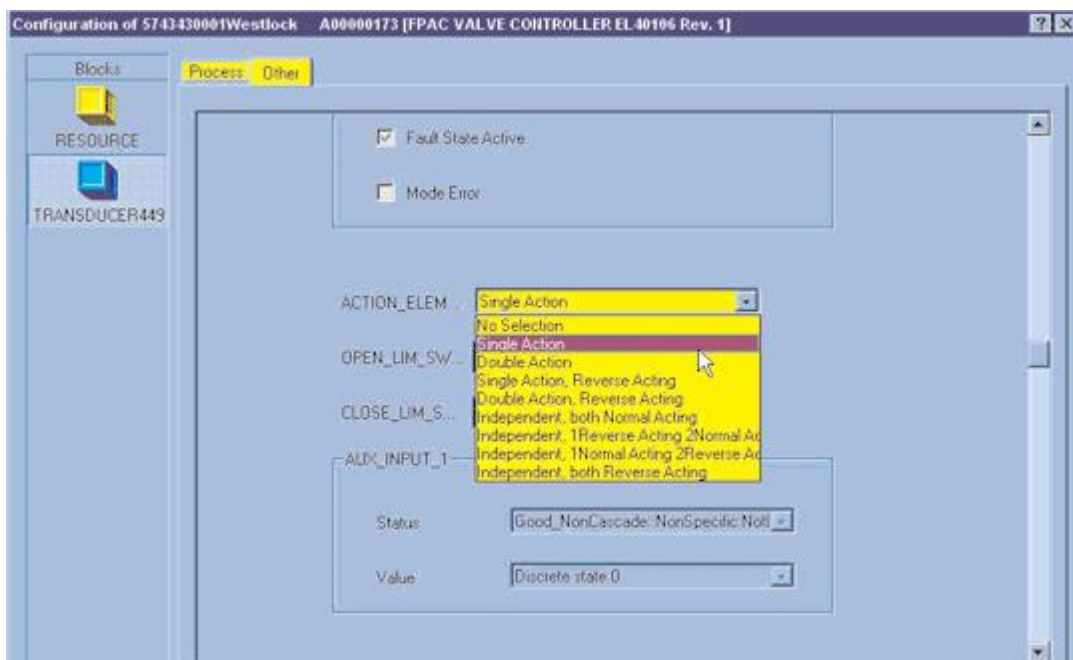 Configuration of 5743430001Westlock A00000173 [FPAC VALVE CONTROLLER EL40106 Rev. 1]
Blocks
RESOURCE
TRANSDUCER449
Process Other
Fault State Active
Mode Error
ACTION_ELEM... Single Action
No Selection
Single Action
Double Action
Single Action, Reverse Acting
Double Action, Reverse Acting
Independent, both Normal Acting
Independent, 1Reverse Acting 2Normal Ac
Independent, 1Normal Acting 2Reverse Ac
Independent, both Reverse Acting
OPEN_LIM_SW...
CLOSE_LIM_S...
AUX_INPUT_1
Status Good_NonCascade::NonSpecific:Notl
Value Discrete state 0